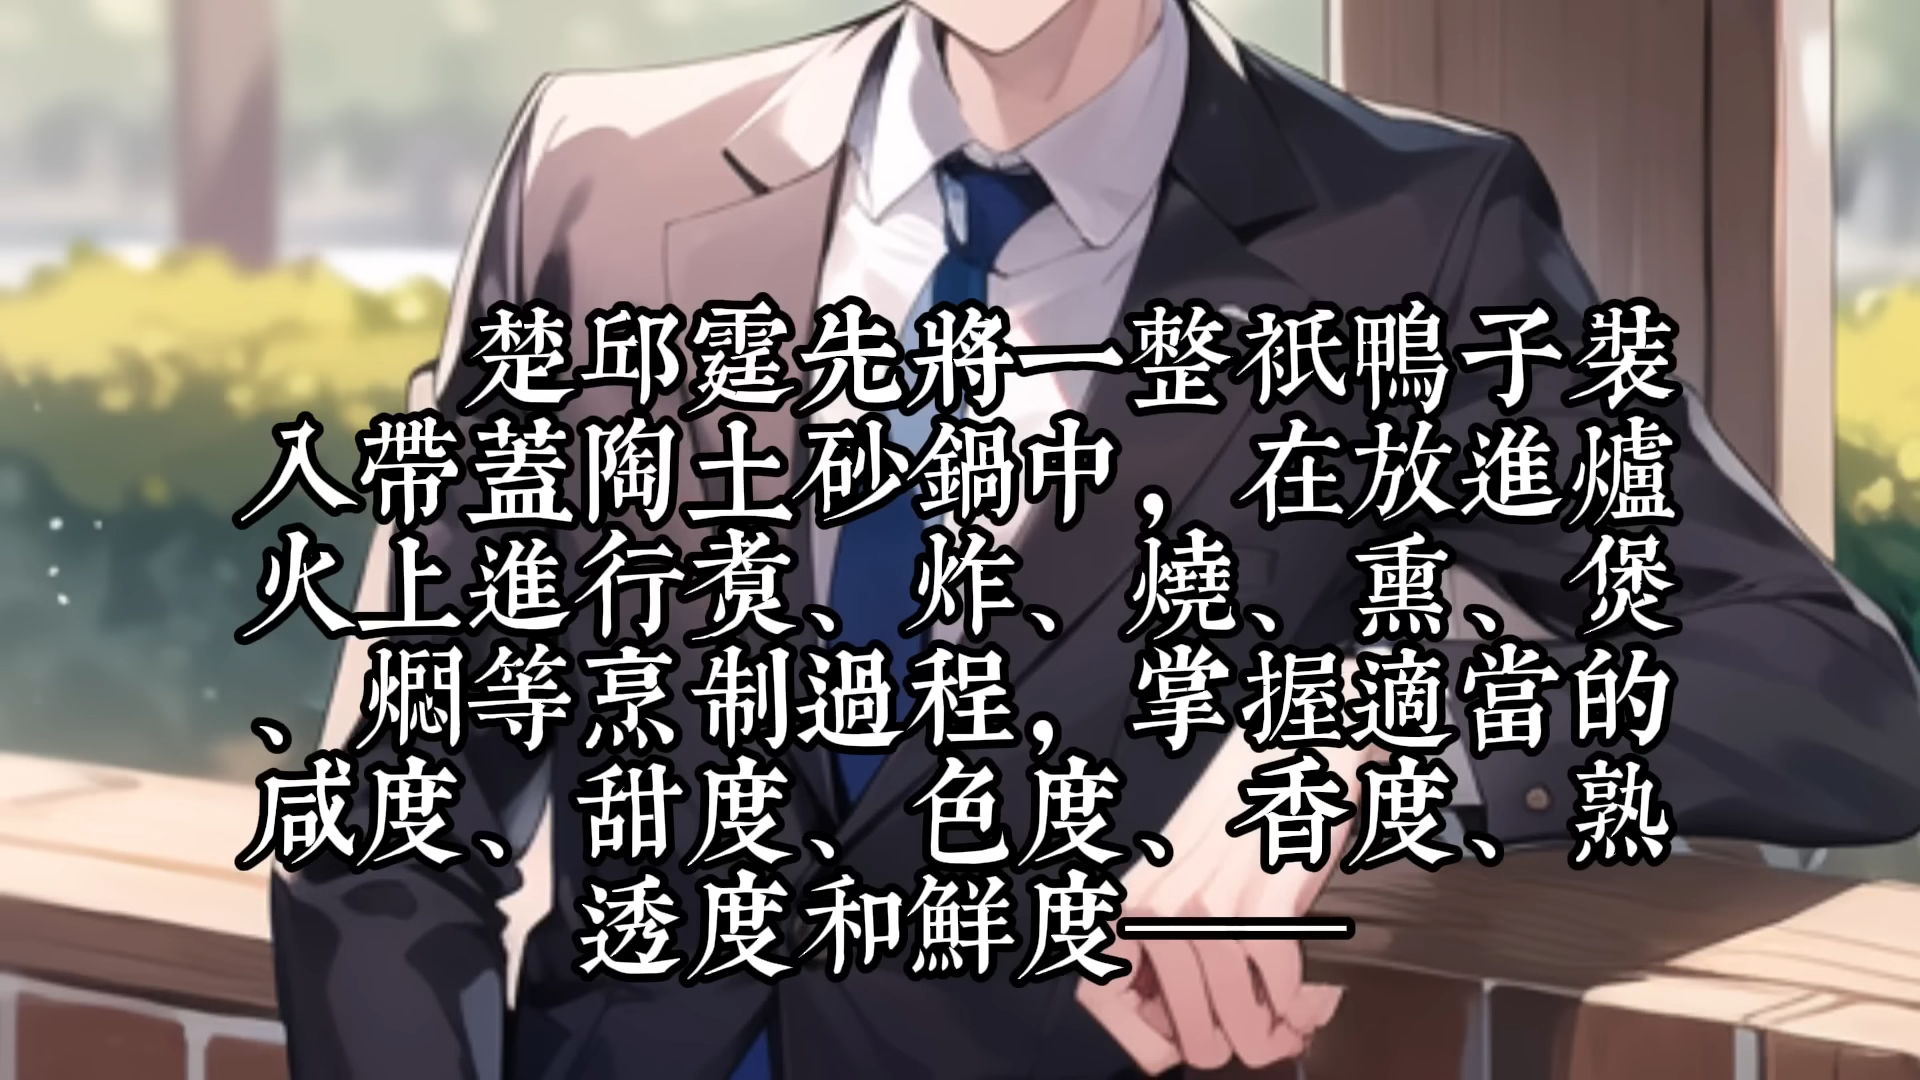 楚邱霆先將一整衹鴨子裝
入帶蓋陶土砂鍋中，在放進爐
火上進行煮、炸、燒、熏、煲
、燜等烹制過程，掌握適當的
咸度、甜度、色度、香度、熟
透度和鮮度——